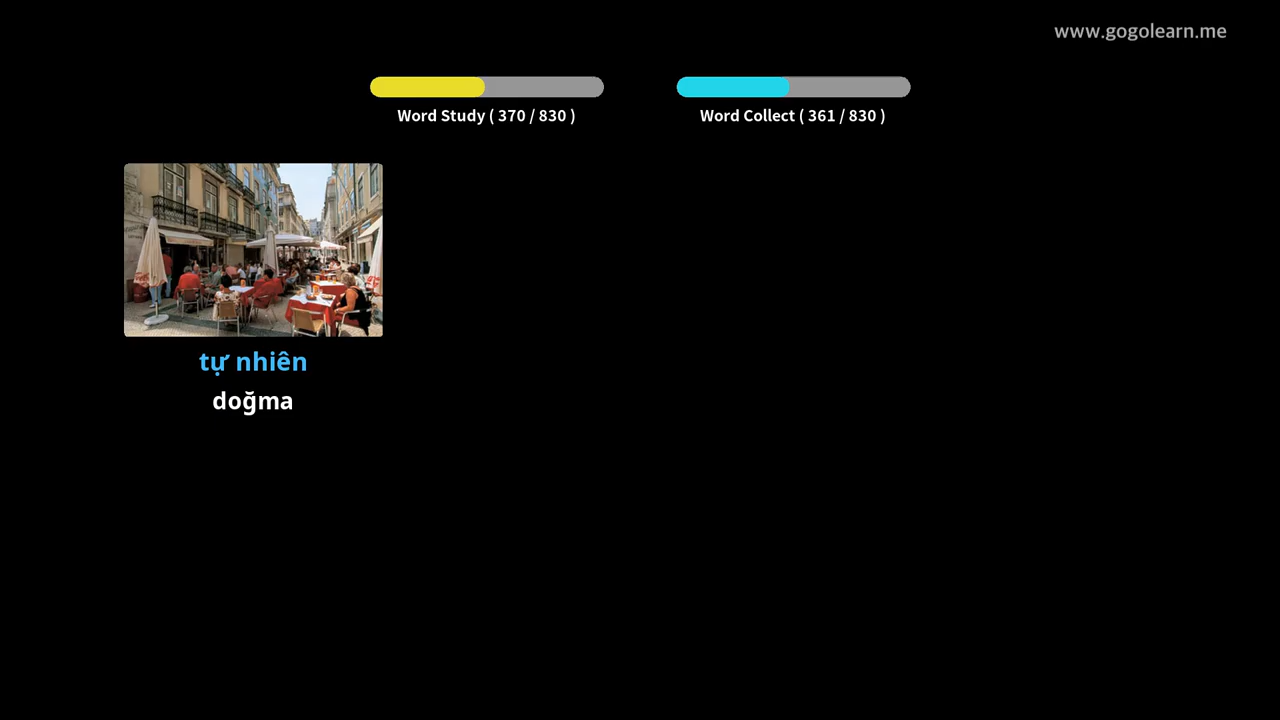 www.gogolearn.me
Word Study ( 370 / 830 )
Word Collect ( 361 / 830 )
tự nhiên
doğma